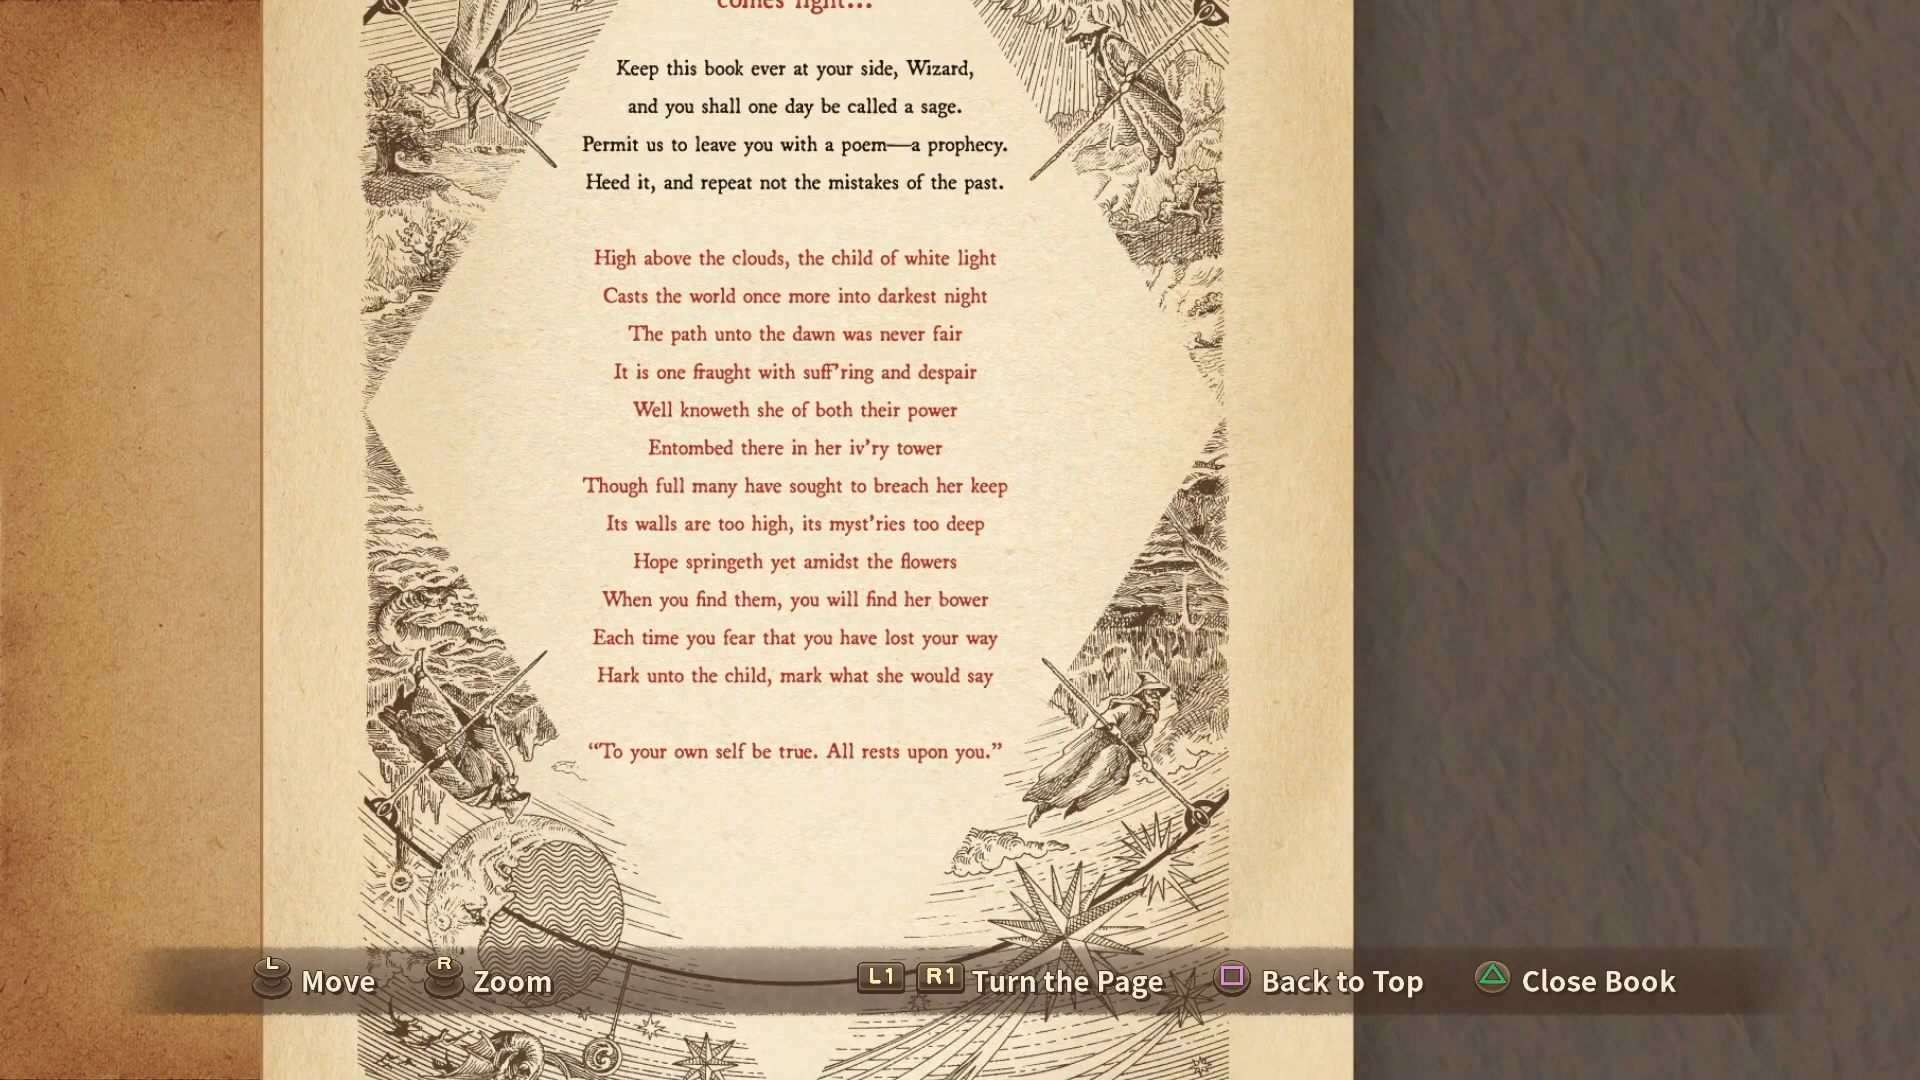 comes light...
Keep this book ever at your side, Wizard,
and you shall one day be called a sage.
Permit us to leave you with a poem—a prophecy.
Heed it, and repeat not the mistakes of the past.
High above the clouds, the child of white light
Casts the world once more into darkest night
The path unto the dawn was never fair
It is one fraught with suff'ring and despair
Well knoweth she of both their power
Entombed there in her iv'ry tower
Though full many have sought to breach her keep
Its walls are too high, its myst'ries too deep
Hope springeth yet amidst the flowers
When you find them, you will find her bower
Each time you fear that you have lost your way
Hark unto the child, mark what she would say
“To your own self be true. All rests upon you.”
L Move R Zoom L1 R1 Turn the Page Back to Top Close Book